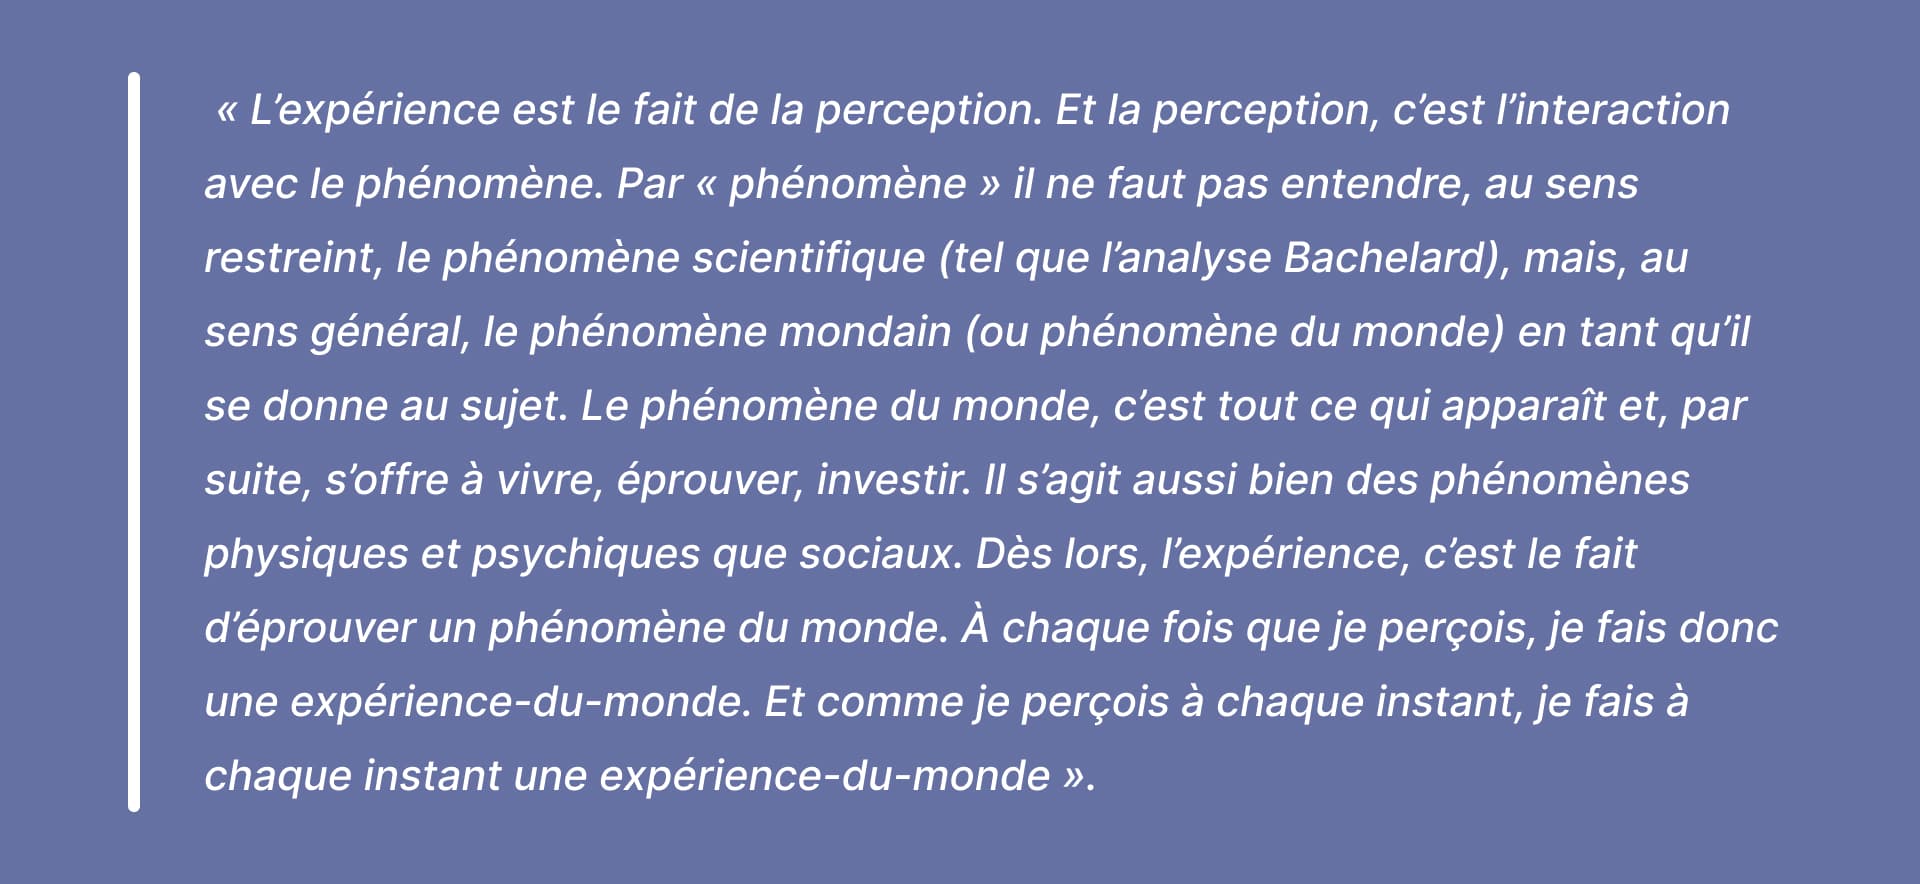 « L’expérience est le fait de la perception. Et la perception, c’est l’interaction
avec le phénomène. Par « phénomène » il ne faut pas entendre, au sens
restreint, le phénomène scientifique (tel que l’analyse Bachelard), mais, au
sens général, le phénomène mondain (ou phénomène du monde) en tant qu’il
se donne au sujet. Le phénomène du monde, c’est tout ce qui apparaît et, par
suite, s’offre à vivre, éprouver, investir. Il s’agit aussi bien des phénomènes
physiques et psychiques que sociaux. Dès lors, l’expérience, c’est le fait
d’éprouver un phénomène du monde. À chaque fois que je perçois, je fais donc
une expérience-du-monde. Et comme je perçois à chaque instant, je fais à
chaque instant une expérience-du-monde ».